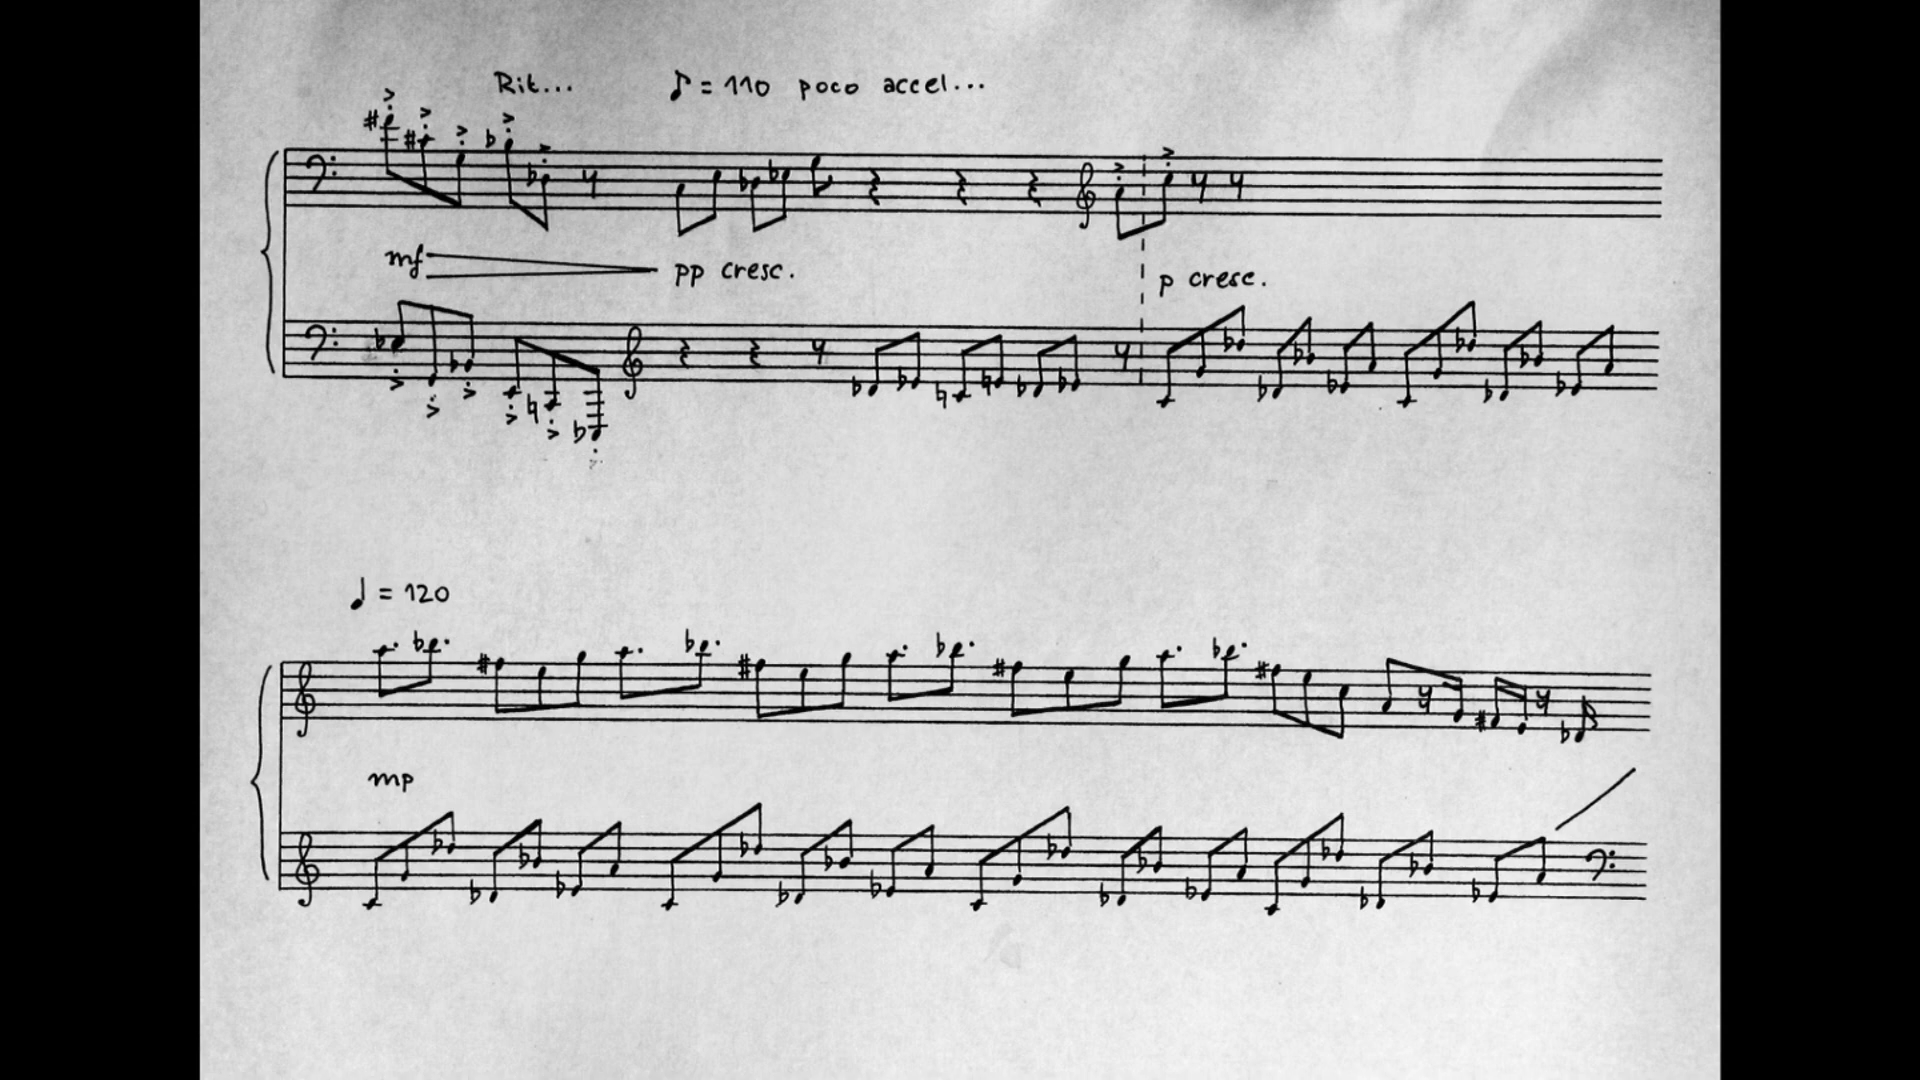 Rit... ♪ = 110 poco accel...
mf pp cresc. p cresc.
♩ = 120
mp